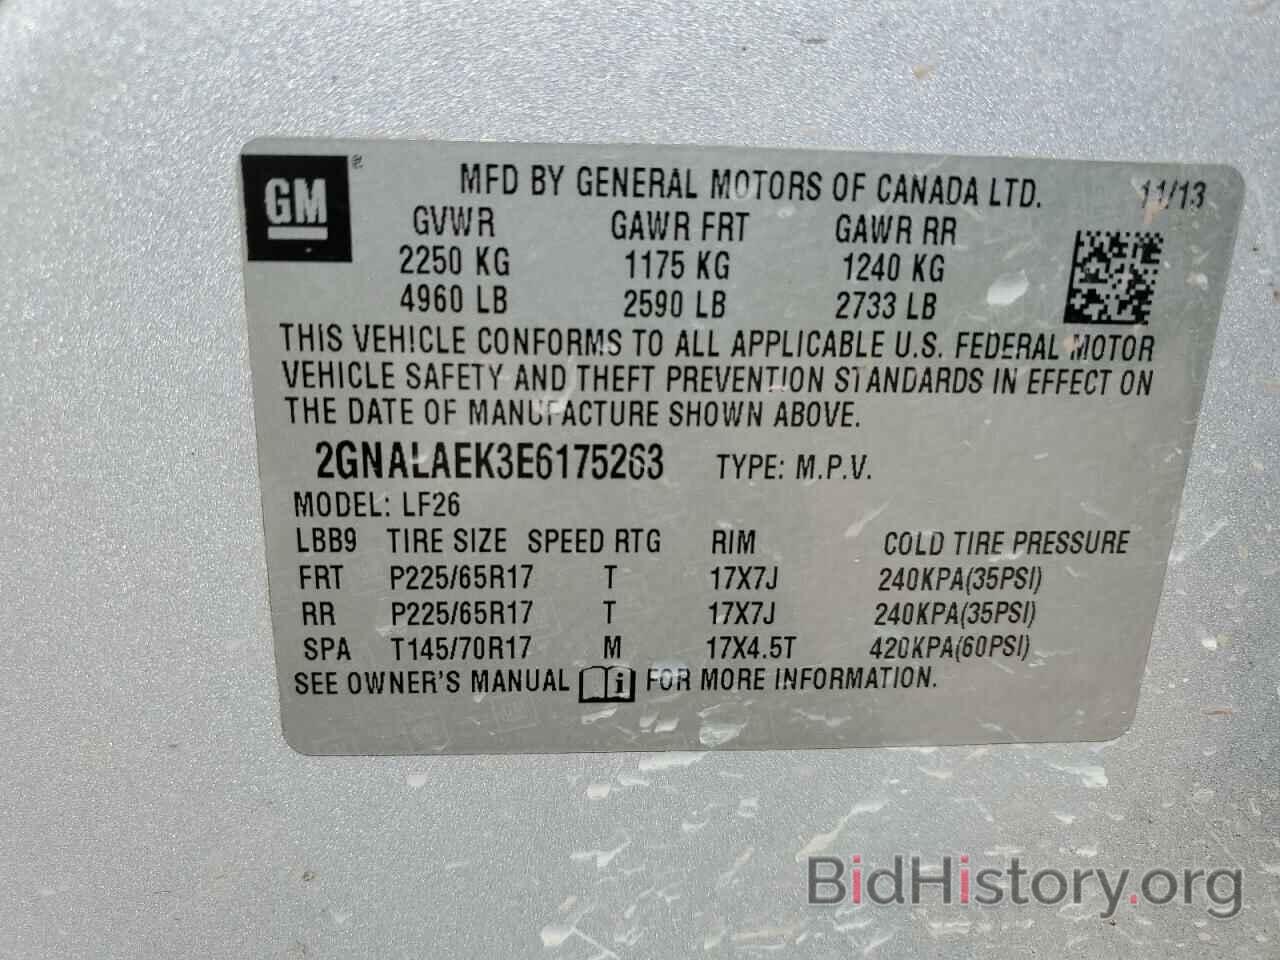 GM
MFD BY GENERAL MOTORS OF CANADA LTD. 11/13
GVWR GAWR FRT GAWR RR
2250 KG 1175 KG 1240 KG
4960 LB 2590 LB 2733 LB
THIS VEHICLE CONFORMS TO ALL APPLICABLE U.S. FEDERAL MOTOR
VEHICLE SAFETY AND THEFT PREVENTION STANDARDS IN EFFECT ON
THE DATE OF MANUFACTURE SHOWN ABOVE.
2GNALAEK3E6175263 TYPE: M.P.V.
MODEL: LF26
LBB9 TIRE SIZE SPEED RTG RIM COLD TIRE PRESSURE
FRT P225/65R17 T 17X7J 240KPA(35PSI)
RR P225/65R17 T 17X7J 240KPA(35PSI)
SPA T145/70R17 M 17X4.5T 420KPA(60PSI)
SEE OWNER'S MANUAL i FOR MORE INFORMATION.
BidHistory.org